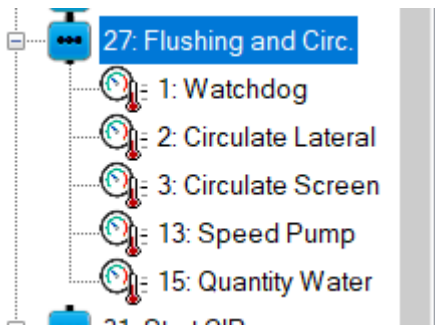 27: Flushing and Circ.
1: Watchdog
2: Circulate Lateral
3: Circulate Screen
13: Speed Pump
15: Quantity Water